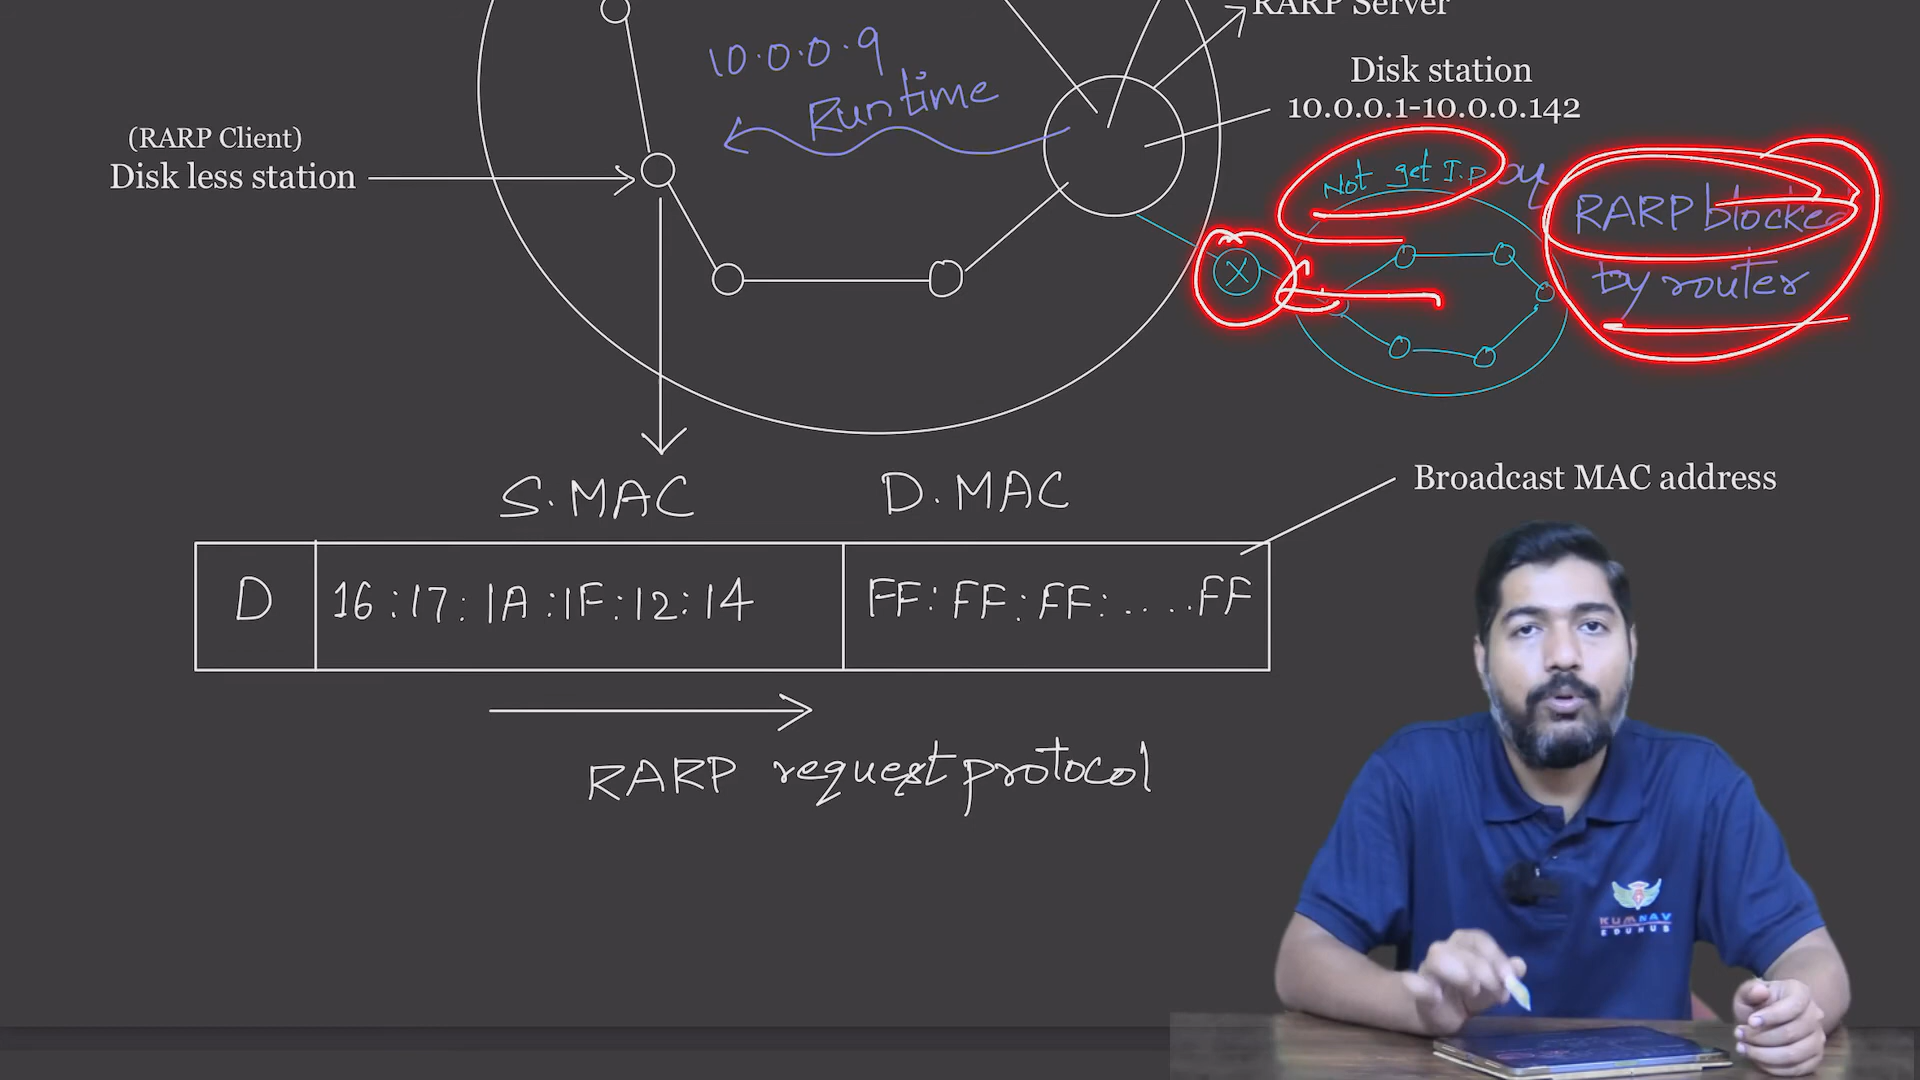 RARP Server
10.0.0.9
Runtime
Disk station
10.0.0.1-10.0.0.142
(RARP Client)
Disk less station
Not get I.P
RARP blocked
by router
X
S.MAC D.MAC
Broadcast MAC address
D 16:17:1A:1F:12:14 FF:FF:FF:....FF
RARP request protocol
KUMNAV
EDUHUB